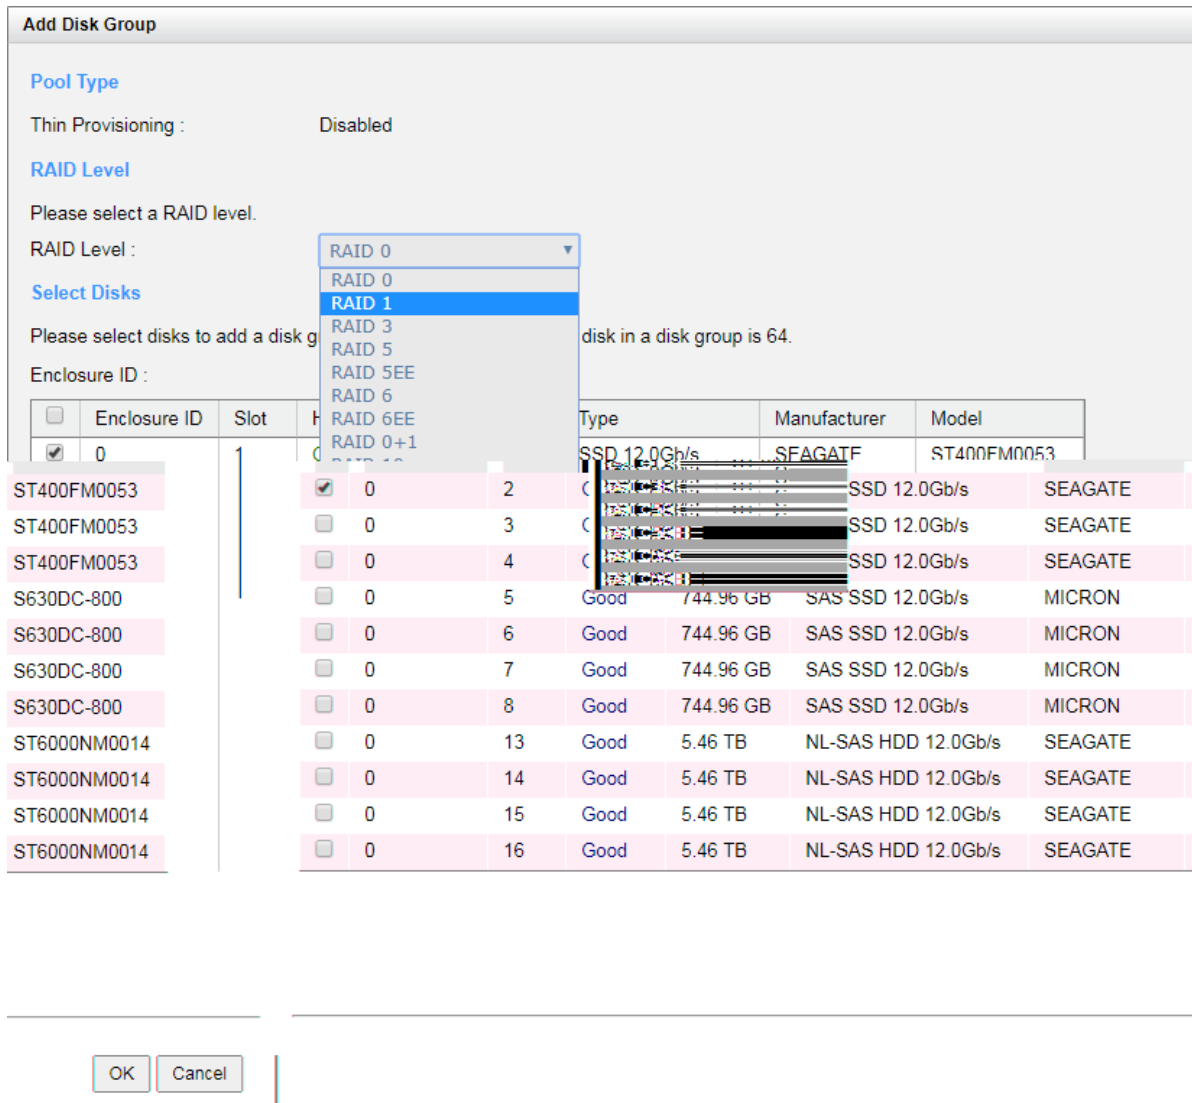 Add Disk Group
Pool Type
Thin Provisioning : Disabled
RAID Level
Please select a RAID level.
RAID Level : RAID 0
RAID 0
RAID 1
RAID 3
RAID 5
RAID 5EE
RAID 6
RAID 6EE
RAID 0+1
Select Disks
Please select disks to add a disk disk in a disk group is 64.
Enclosure ID :
Enclosure ID Slot Type Manufacturer Model
0 1 SSD 12.0Gb/s SEAGATE ST400FM0053
ST400FM0053 0 2 SSD 12.0Gb/s SEAGATE
ST400FM0053 0 3 SSD 12.0Gb/s SEAGATE
ST400FM0053 0 4 SSD 12.0Gb/s SEAGATE
S630DC-800 0 5 Good 744.96 GB SAS SSD 12.0Gb/s MICRON
S630DC-800 0 6 Good 744.96 GB SAS SSD 12.0Gb/s MICRON
S630DC-800 0 7 Good 744.96 GB SAS SSD 12.0Gb/s MICRON
S630DC-800 0 8 Good 744.96 GB SAS SSD 12.0Gb/s MICRON
ST6000NM0014 0 13 Good 5.46 TB NL-SAS HDD 12.0Gb/s SEAGATE
ST6000NM0014 0 14 Good 5.46 TB NL-SAS HDD 12.0Gb/s SEAGATE
ST6000NM0014 0 15 Good 5.46 TB NL-SAS HDD 12.0Gb/s SEAGATE
ST6000NM0014 0 16 Good 5.46 TB NL-SAS HDD 12.0Gb/s SEAGATE
OK Cancel